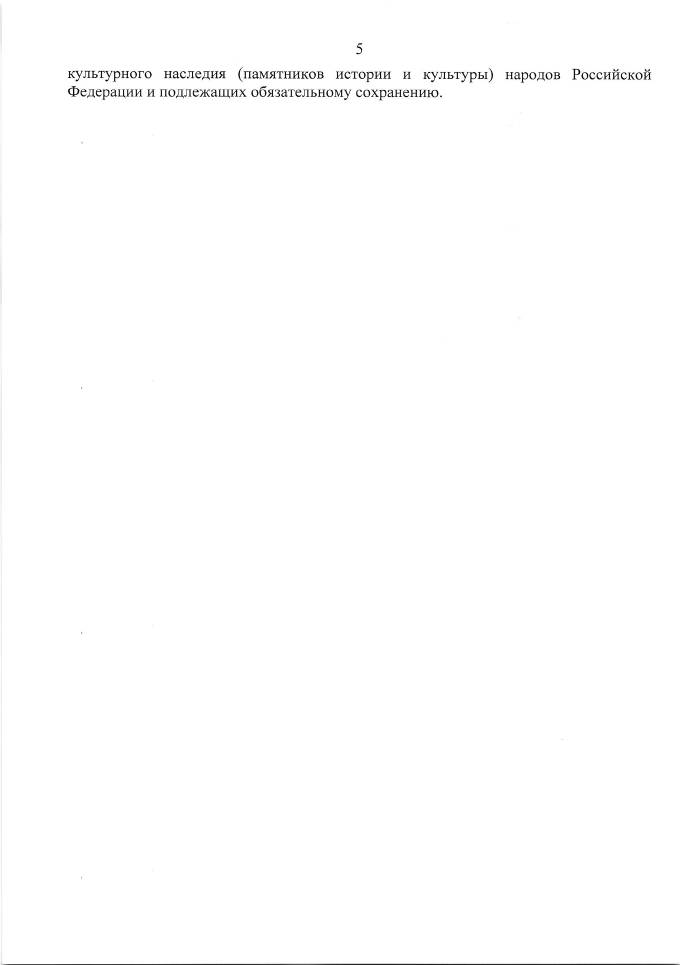 5
культурного наследия (памятников истории и культуры) народов Российской
Федерации и подлежащих обязательному сохранению.